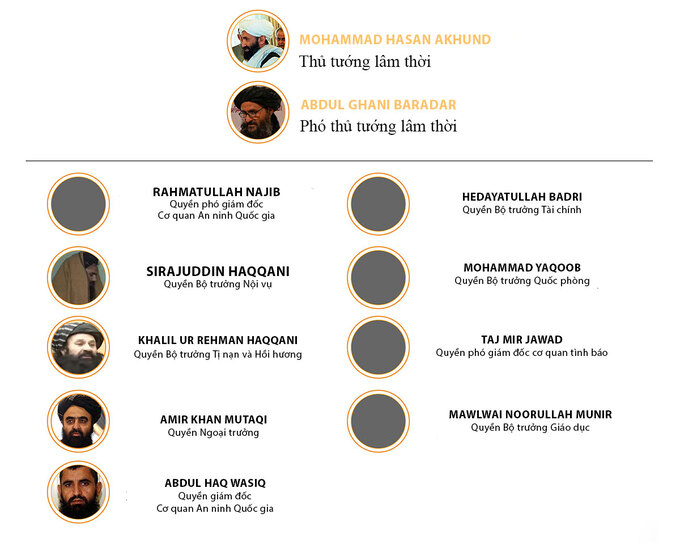 MOHAMMAD HASAN AKHUND
Thủ tướng lâm thời
ABDUL GHANI BARADAR
Phó thủ tướng lâm thời
RAHMATULLAH NAJIB
Quyền phó giám đốc
Cơ quan An ninh Quốc gia
SIRAJUDDIN HAQQANI
Quyền Bộ trưởng Nội vụ
KHALIL UR REHMAN HAQQANI
Quyền Bộ trưởng Tị nạn và Hồi hương
AMIR KHAN MUTAQI
Quyền Ngoại trưởng
ABDUL HAQ WASIQ
Quyền giám đốc
Cơ quan An ninh Quốc gia
HEDAYATULLAH BADRI
Quyền Bộ trưởng Tài chính
MOHAMMAD YAQOOB
Quyền Bộ trưởng Quốc phòng
TAJ MIR JAWAD
Quyền phó giám đốc cơ quan tình báo
MAWLWAI NOORULLAH MUNIR
Quyền Bộ trưởng Giáo dục